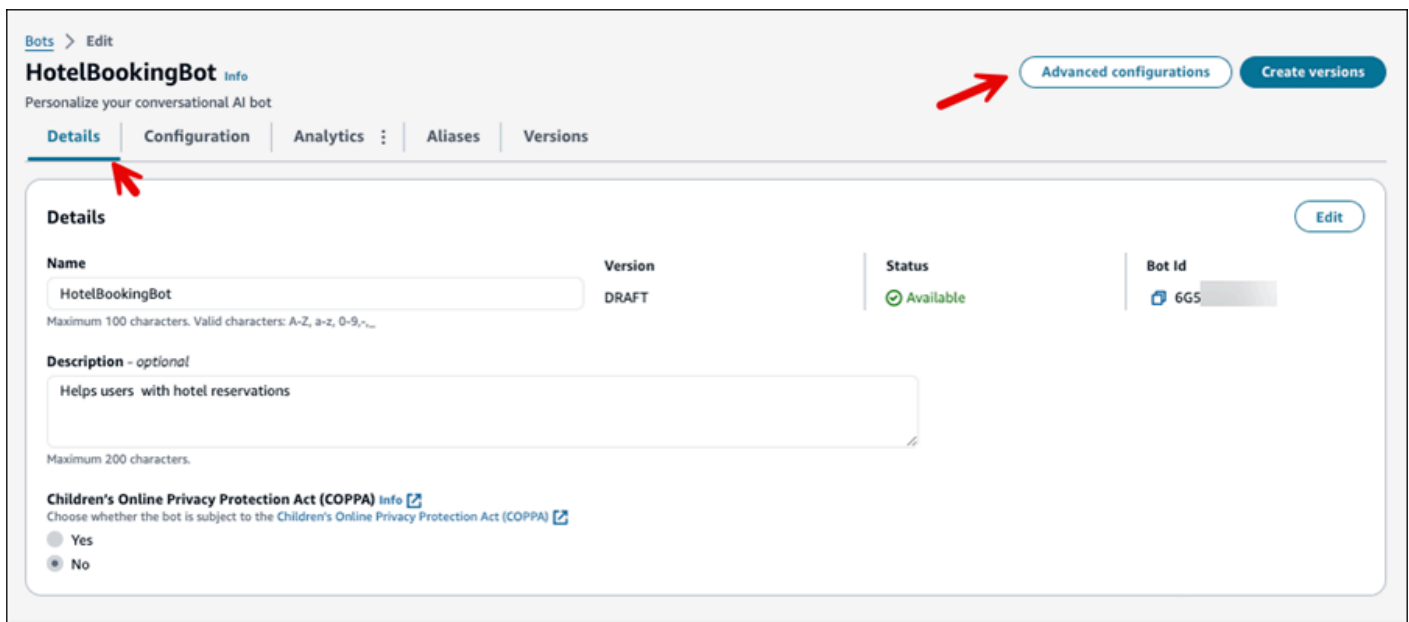 Bots > Edit
HotelBookingBot Info
Advanced configurations
Create versions
Personalize your conversational AI bot
Details
Configuration
Analytics
Aliases
Versions
Details
Edit
Name
Version
Status
Bot Id
HotelBookingBot
DRAFT
Available
6G5
Maximum 100 characters. Valid characters: A-Z, a-z, 0-9,-,_
Description - optional
Helps users  with hotel reservations
Maximum 200 characters.
Children's Online Privacy Protection Act (COPPA) Info
Choose whether the bot is subject to the Children's Online Privacy Protection Act (COPPA)
Yes
No